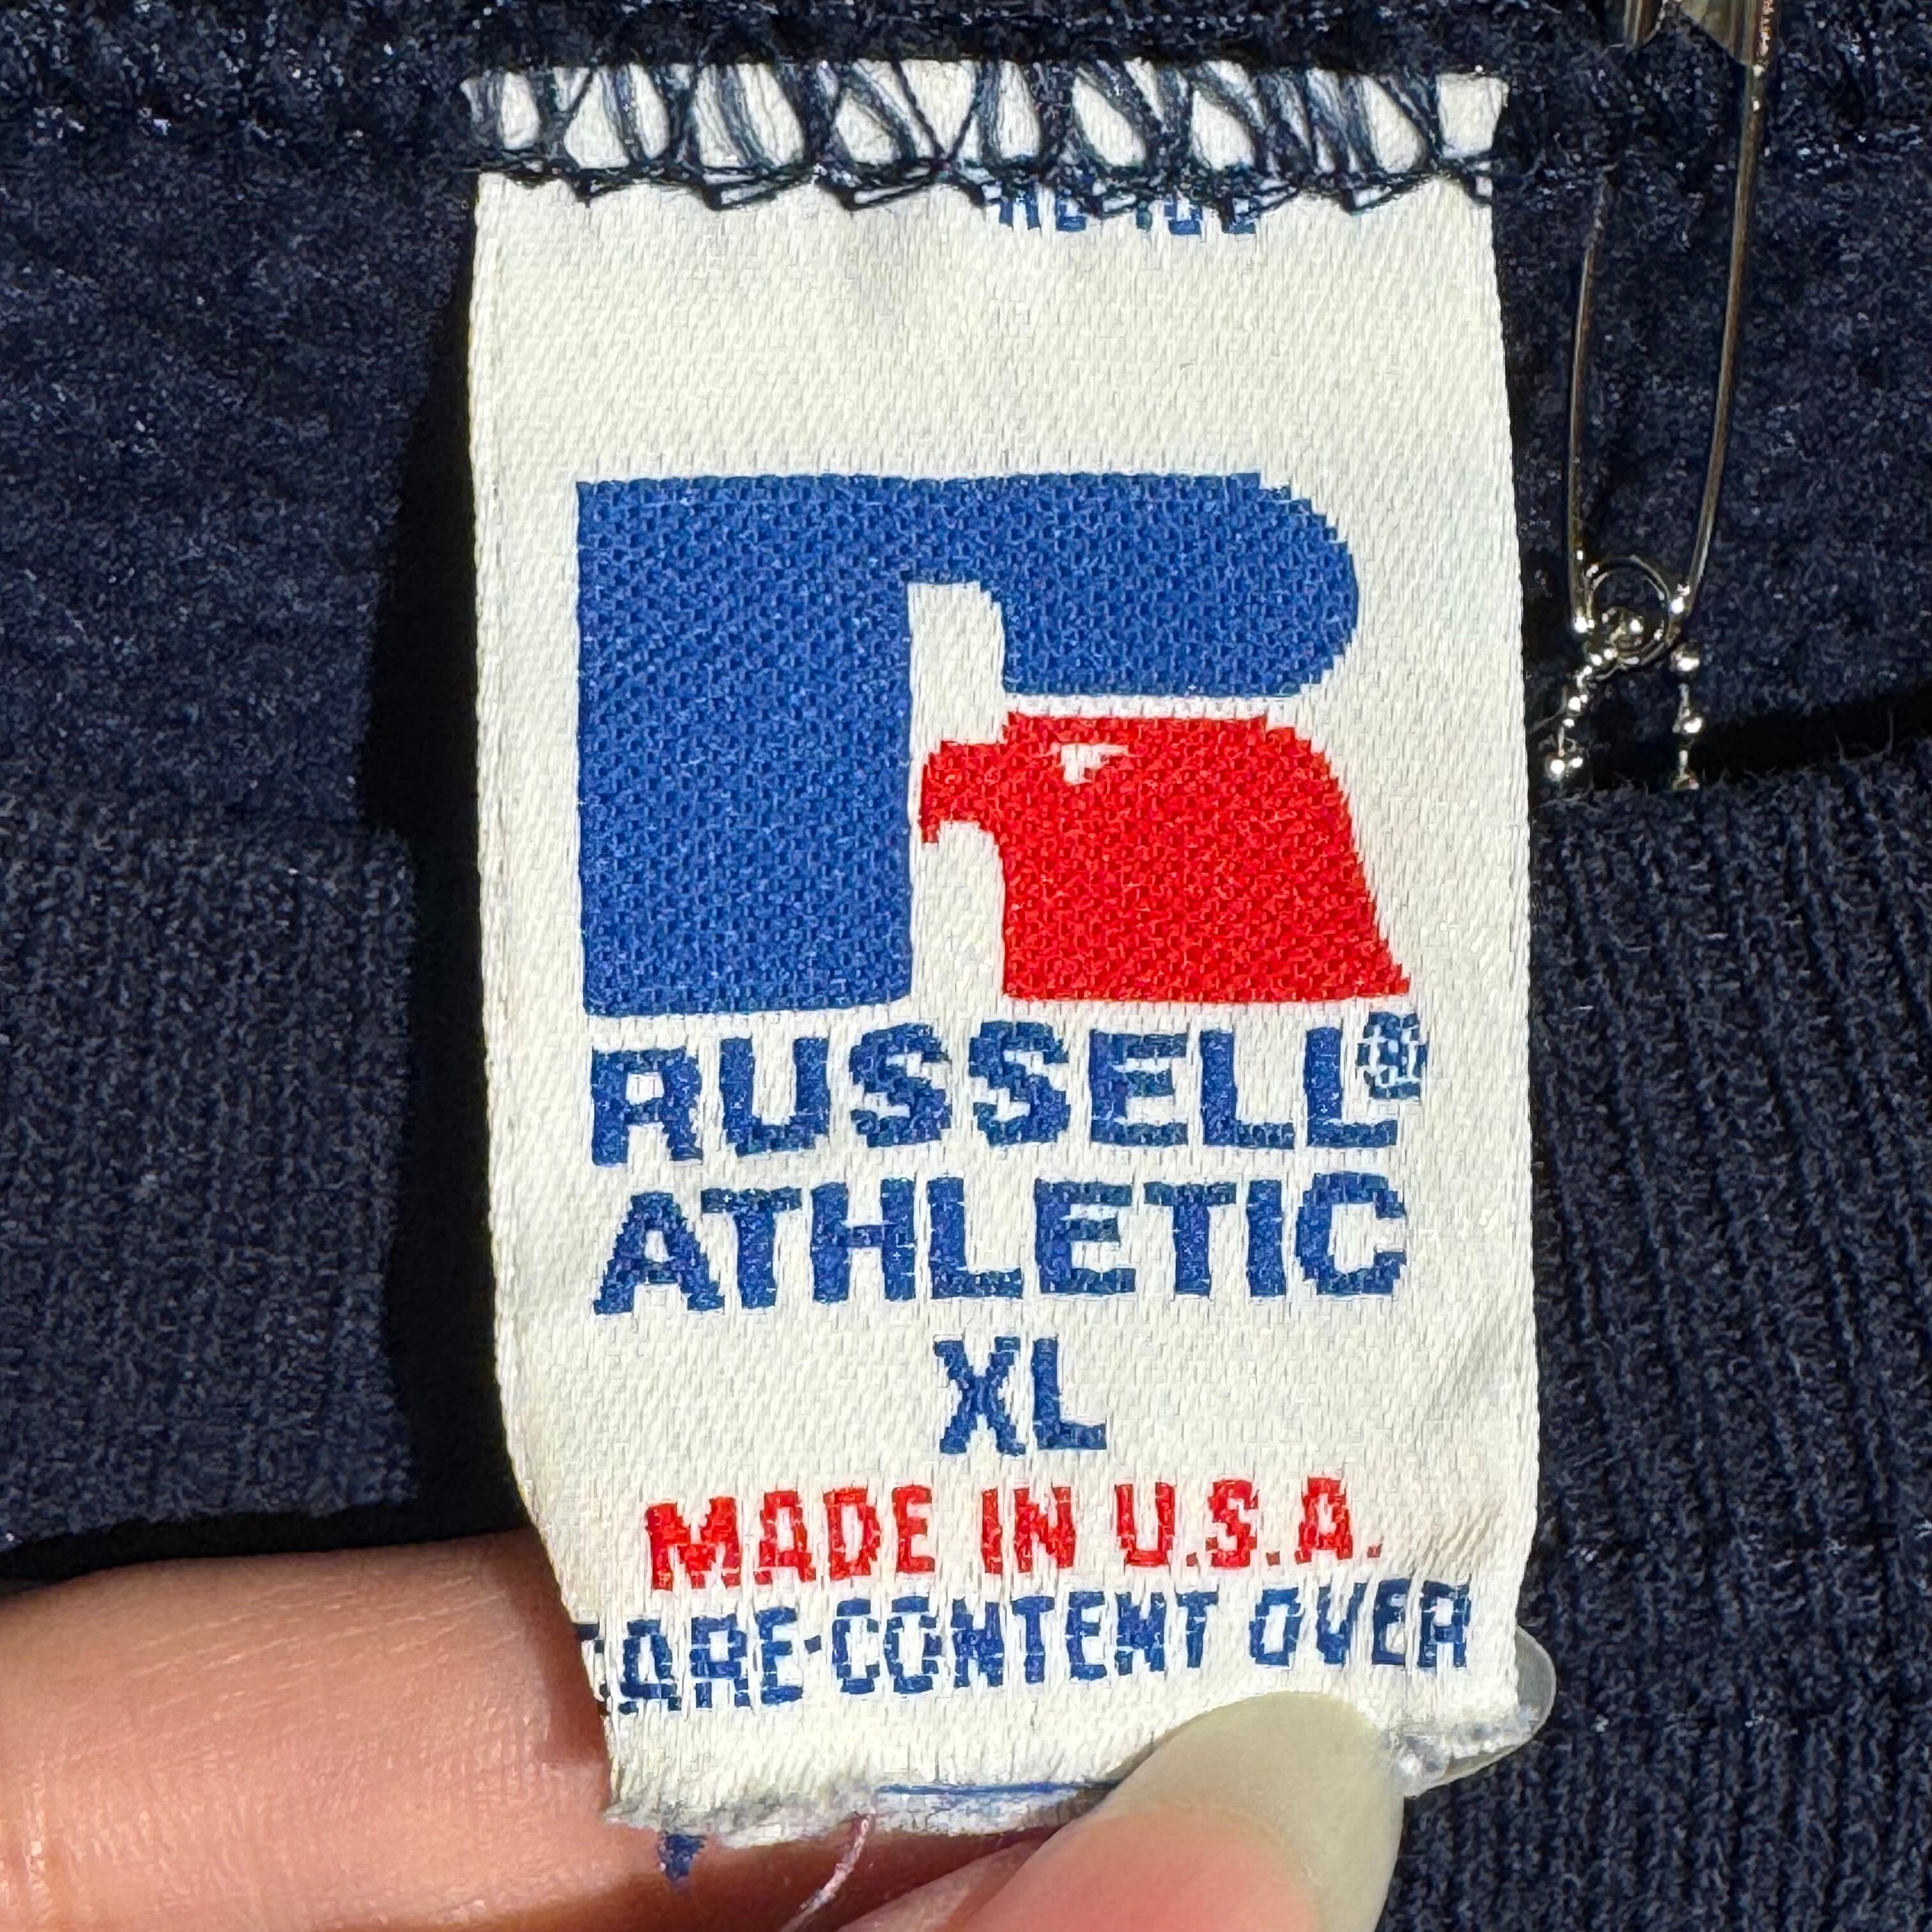 RUSSELL®
ATHLETIC
XL
MADE IN U.S.A.
CARE·CONTENT OVER